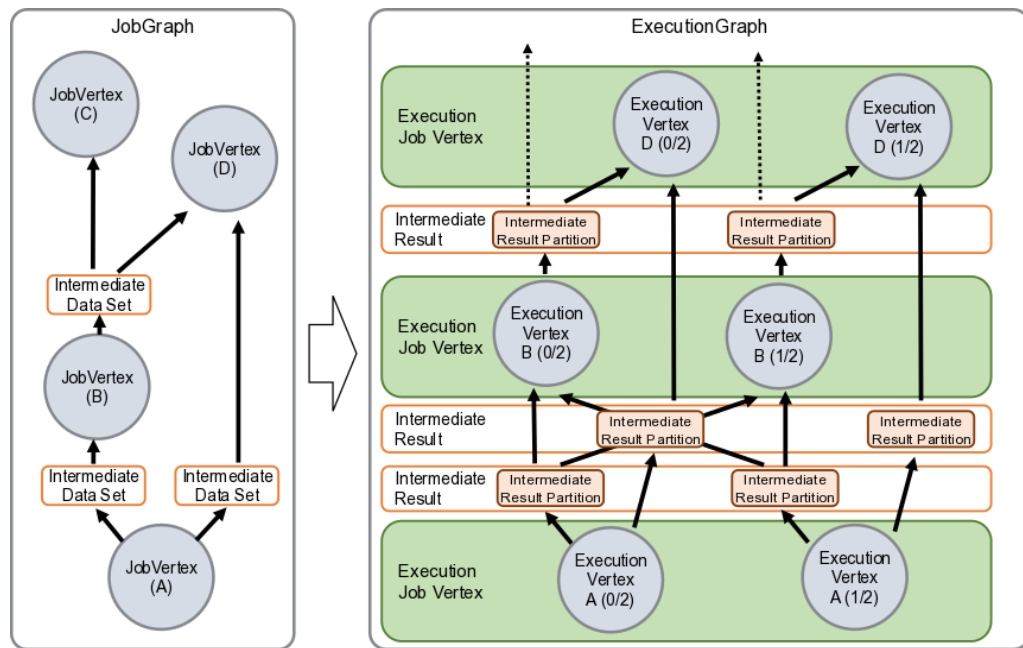 JobGraph
JobVertex
(C)
JobVertex
(D)
Intermediate
Data Set
JobVertex
(B)
Intermediate
Data Set
Intermediate
Data Set
JobVertex
(A)
ExecutionGraph
Execution
Job Vertex
Execution
Vertex
D (0/2)
Execution
Vertex
D (1/2)
Intermediate
Result
Intermediate
Result Partition
Intermediate
Result Partition
Execution
Job Vertex
Execution
Vertex
B (0/2)
Execution
Vertex
B (1/2)
Intermediate
Result
Intermediate
Result Partition
Intermediate
Result Partition
Intermediate
Result
Intermediate
Result Partition
Intermediate
Result Partition
Execution
Job Vertex
Execution
Vertex
A (0/2)
Execution
Vertex
A (1/2)